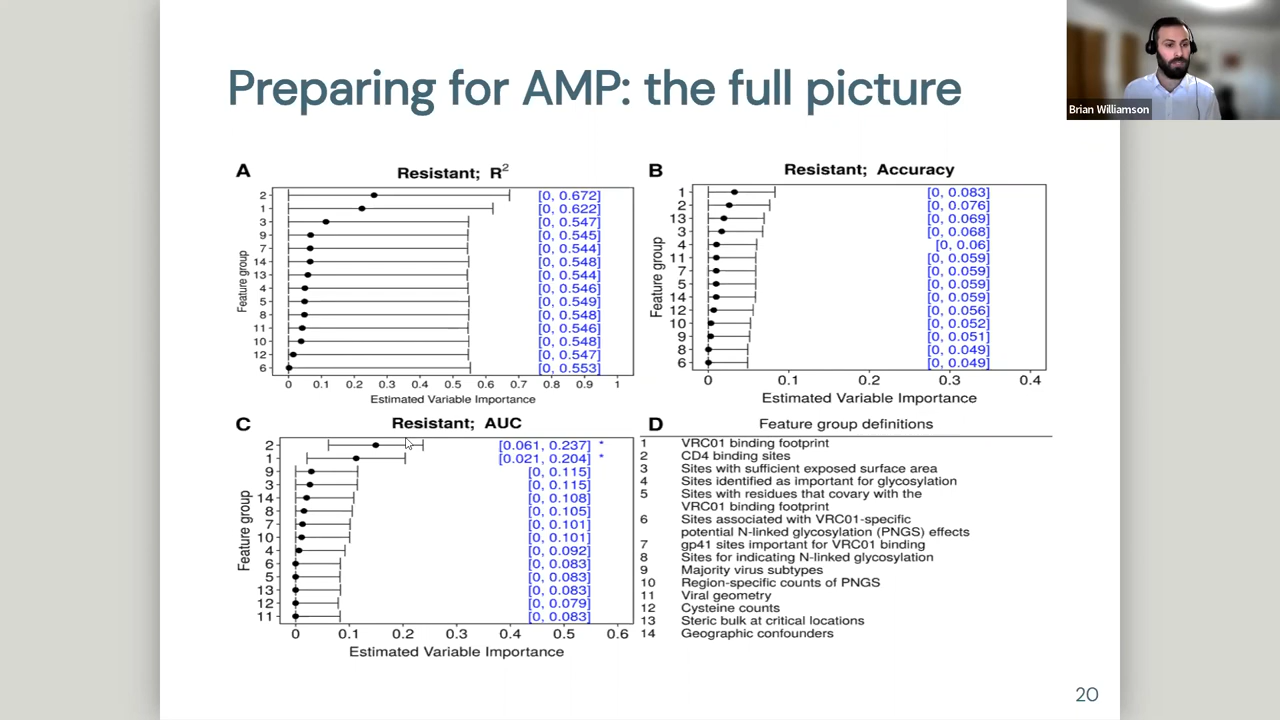 Preparing for AMP: the full picture
Brian Williamson
A
Resistant; R²
Feature group
2 [0, 0.672]
1 [0, 0.622]
3 [0, 0.547]
9 [0, 0.545]
7 [0, 0.544]
14 [0, 0.548]
13 [0, 0.544]
4 [0, 0.546]
5 [0, 0.549]
8 [0, 0.548]
11 [0, 0.546]
10 [0, 0.548]
12 [0, 0.547]
6 [0, 0.553]
0 0.1 0.2 0.3 0.4 0.5 0.6 0.7 0.8 0.9 1
Estimated Variable Importance
B
Resistant; Accuracy
Feature group
1 [0, 0.083]
2 [0, 0.076]
13 [0, 0.069]
3 [0, 0.068]
4 [0, 0.06]
11 [0, 0.059]
7 [0, 0.059]
5 [0, 0.059]
14 [0, 0.059]
12 [0, 0.056]
10 [0, 0.052]
9 [0, 0.051]
8 [0, 0.049]
6 [0, 0.049]
0 0.1 0.2 0.3 0.4
Estimated Variable Importance
C
Resistant; AUC
Feature group
2 [0.061, 0.237] *
1 [0.021, 0.204] *
9 [0, 0.115]
3 [0, 0.115]
14 [0, 0.108]
8 [0, 0.105]
7 [0, 0.101]
10 [0, 0.101]
4 [0, 0.092]
6 [0, 0.083]
5 [0, 0.083]
13 [0, 0.083]
12 [0, 0.079]
11 [0, 0.083]
0 0.1 0.2 0.3 0.4 0.5 0.6
Estimated Variable Importance
D
Feature group definitions
1 VRC01 binding footprint
2 CD4 binding sites
3 Sites with sufficient exposed surface area
4 Sites identified as important for glycosylation
5 Sites with residues that covary with the
VRC01 binding footprint
6 Sites associated with VRC01-specific
potential N-linked glycosylation (PNGS) effects
7 gp41 sites important for VRC01 binding
8 Sites for indicating N-linked glycosylation
9 Majority virus subtypes
10 Region-specific counts of PNGS
11 Viral geometry
12 Cysteine counts
13 Steric bulk at critical locations
14 Geographic confounders
20